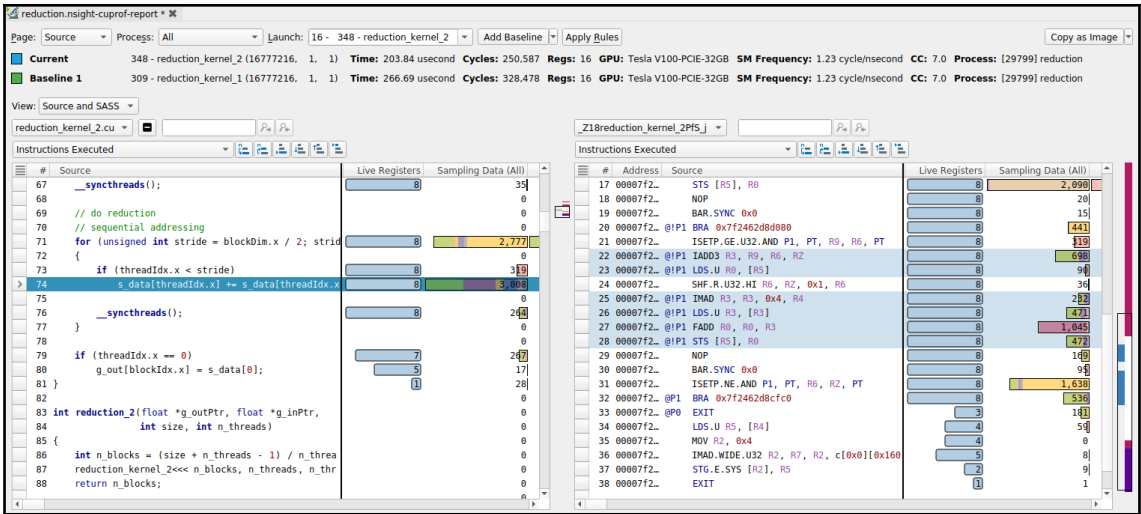 reduction.nsight-cuprof-report * ✖
Page: Source Process: All Launch: 16 - 348 - reduction_kernel_2 Add Baseline Apply Rules Copy as Image
Current 348 - reduction_kernel_2 (16777216, 1, 1) Time: 203.84 usecond Cycles: 250,587 Regs: 16 GPU: Tesla V100-PCIE-32GB SM Frequency: 1.23 cycle/nsecond CC: 7.0 Process: [29799] reduction
Baseline 1 309 - reduction_kernel_1 (16777216, 1, 1) Time: 266.69 usecond Cycles: 328,478 Regs: 16 GPU: Tesla V100-PCIE-32GB SM Frequency: 1.23 cycle/nsecond CC: 7.0 Process: [29799] reduction
View: Source and SASS
reduction_kernel_2.cu
Instructions Executed
# Source Live Registers Sampling Data (All)
67 __syncthreads(); 8 35
68 0
69 // do reduction 0
70 // sequential addressing 0
71 for (unsigned int stride = blockDim.x / 2; strid 8 2,777
72 { 0
73 if (threadIdx.x < stride) 8 319
74 s_data[threadIdx.x] += s_data[threadIdx.x 8 3,008
75 0
76 __syncthreads(); 8 264
77 } 0
78 0
79 if (threadIdx.x == 0) 7 267
80 g_out[blockIdx.x] = s_data[0]; 5 17
81 } 1 28
82 0
83 int reduction_2(float *g_outPtr, float *g_inPtr, 0
84 int size, int n_threads) 0
85 { 0
86 int n_blocks = (size + n_threads - 1) / n_threa 0
87 reduction_kernel_2<<< n_blocks, n_threads, n_thr 0
88 return n_blocks; 0
0
_Z18reduction_kernel_2PfS_j
Instructions Executed
# Address Source Live Registers Sampling Data (All)
17 00007f2… STS [R5], R0 8 2,090
18 00007f2… NOP 8 20
19 00007f2… BAR.SYNC 0x0 8 15
20 00007f2… @!P1 BRA 0x7f2462d8d080 8 441
21 00007f2… ISETP.GE.U32.AND P1, PT, R9, R6, PT 8 319
22 00007f2… @!P1 IADD3 R3, R9, R6, RZ 8 698
23 00007f2… @!P1 LDS.U R0, [R5] 8 90
24 00007f2… SHF.R.U32.HI R6, RZ, 0x1, R6 8 36
25 00007f2… @!P1 IMAD R3, R3, 0x4, R4 8 232
26 00007f2… @!P1 LDS.U R3, [R3] 8 471
27 00007f2… @!P1 FADD R0, R0, R3 8 1,045
28 00007f2… @!P1 STS [R5], R0 8 472
29 00007f2… NOP 8 169
30 00007f2… BAR.SYNC 0x0 8 95
31 00007f2… ISETP.NE.AND P1, PT, R6, RZ, PT 8 1,638
32 00007f2… @P1 BRA 0x7f2462d8cfc0 8 536
33 00007f2… @P0 EXIT 3 181
34 00007f2… LDS.U R5, [R4] 4 59
35 00007f2… MOV R2, 0x4 4 0
36 00007f2… IMAD.WIDE.U32 R2, R7, R2, c[0x0][0x160 5 8
37 00007f2… STG.E.SYS [R2], R5 2 9
38 00007f2… EXIT 1 1